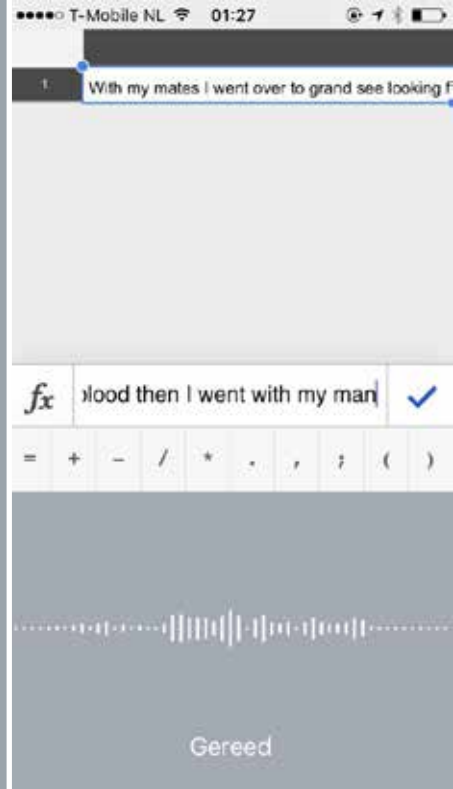 T-Mobile NL 01:27
1 With my mates I went over to grand see looking f
fx lood then I went with my man
= + - / * . , ; ( )
Gereed